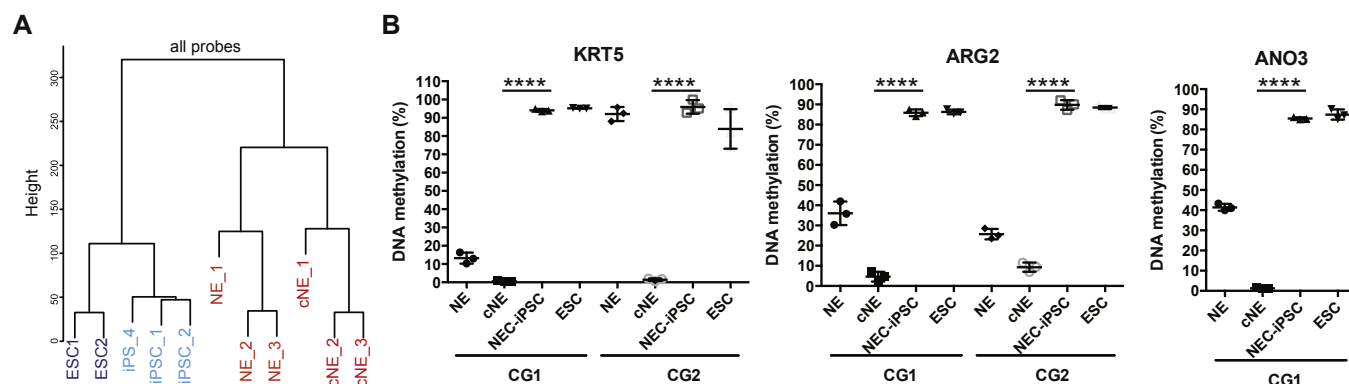 A
all probes
Height
300
250
200
150
100
50
0
ESC1
ESC2
iPS_4
iPSC_1
iPSC_2
NE_1
NE_2
NE_3
cNE_1
cNE_2
cNE_3
B
KRT5
DNA methylation (%)
110
100
90
80
70
60
50
40
30
20
10
0
**** ****
NE cNE NEC-iPSC ESC NE cNE NEC-iPSC ESC
CG1 CG2
ARG2
DNA methylation (%)
100
90
80
70
60
50
40
30
20
10
0
**** ****
NE cNE NEC-iPSC ESC NE cNE NEC-iPSC ESC
CG1 CG2
ANO3
DNA methylation (%)
100
90
80
70
60
50
40
30
20
10
0
****
NE cNE NEC-iPSC ESC
CG1